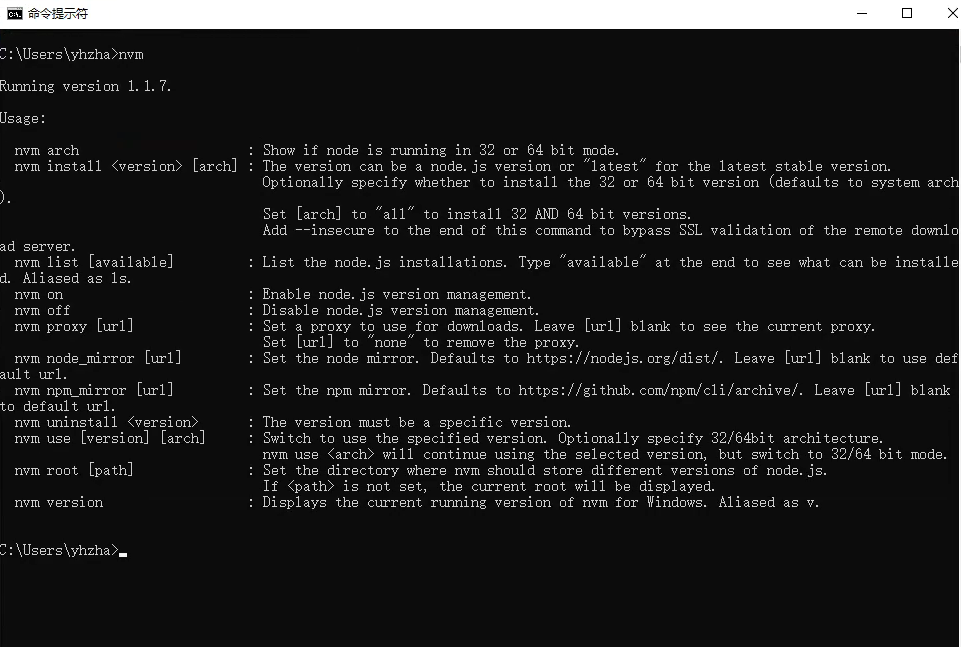 命令提示符
C:\Users\yhzha>nvm
Running version 1.1.7.
Usage:
nvm arch : Show if node is running in 32 or 64 bit mode.
nvm install <version> [arch] : The version can be a node.js version or "latest" for the latest stable version.
Optionally specify whether to install the 32 or 64 bit version (defaults to system arch
).
Set [arch] to "all" to install 32 AND 64 bit versions.
Add --insecure to the end of this command to bypass SSL validation of the remote downlo
ad server.
nvm list [available] : List the node.js installations. Type "available" at the end to see what can be installe
d. Aliased as ls.
nvm on : Enable node.js version management.
nvm off : Disable node.js version management.
nvm proxy [url] : Set a proxy to use for downloads. Leave [url] blank to see the current proxy.
Set [url] to "none" to remove the proxy.
nvm node_mirror [url] : Set the node mirror. Defaults to https://nodejs.org/dist/. Leave [url] blank to use def
ault url.
nvm npm_mirror [url] : Set the npm mirror. Defaults to https://github.com/npm/cli/archive/. Leave [url] blank
to default url.
nvm uninstall <version> : The version must be a specific version.
nvm use [version] [arch] : Switch to use the specified version. Optionally specify 32/64bit architecture.
nvm use <arch> will continue using the selected version, but switch to 32/64 bit mode.
nvm root [path] : Set the directory where nvm should store different versions of node.js.
If <path> is not set, the current root will be displayed.
nvm version : Displays the current running version of nvm for Windows. Aliased as v.
C:\Users\yhzha>